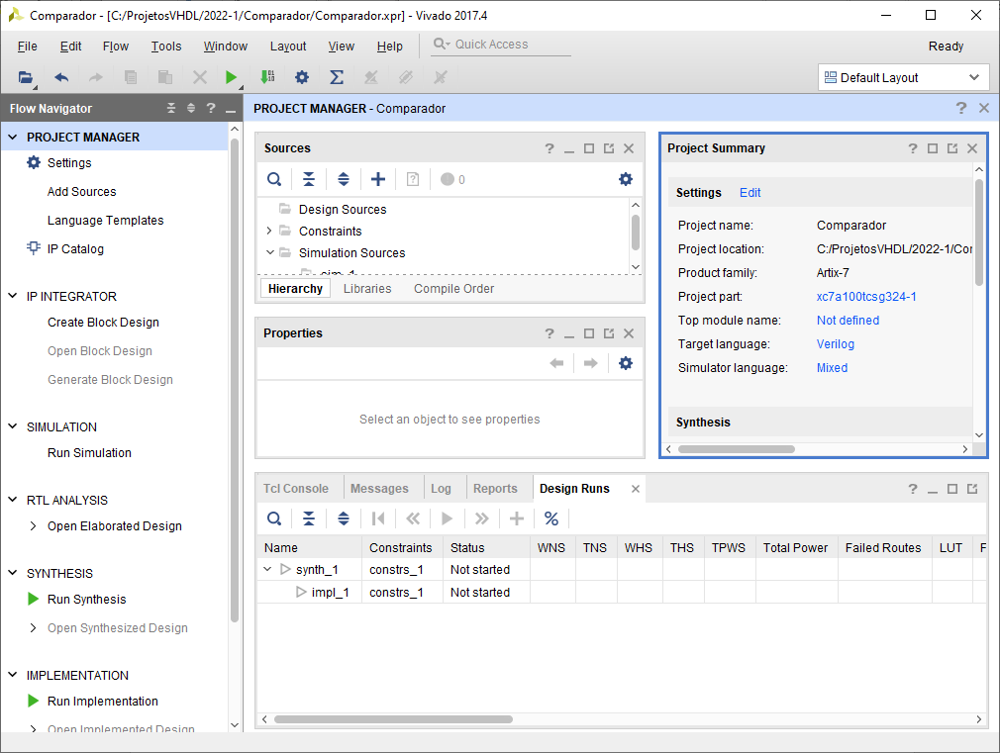 Comparador - [C:/ProjetosVHDL/2022-1/Comparador/Comparador.xpr] - Vivado 2017.4
File Edit Flow Tools Window Layout View Help Quick Access Ready
Default Layout
Flow Navigator
PROJECT MANAGER
Settings
Add Sources
Language Templates
IP Catalog
IP INTEGRATOR
Create Block Design
Open Block Design
Generate Block Design
SIMULATION
Run Simulation
RTL ANALYSIS
Open Elaborated Design
SYNTHESIS
Run Synthesis
Open Synthesized Design
IMPLEMENTATION
Run Implementation
Open Implemented Design
PROJECT MANAGER - Comparador
Sources
0
Design Sources
Constraints
Simulation Sources
sim_1
Hierarchy Libraries Compile Order
Properties
Select an object to see properties
Project Summary
Settings Edit
Project name: Comparador
Project location: C:/ProjetosVHDL/2022-1/Co
Product family: Artix-7
Project part: xc7a100tcsg324-1
Top module name: Not defined
Target language: Verilog
Simulator language: Mixed
Synthesis
Tcl Console Messages Log Reports Design Runs
Name Constraints Status WNS TNS WHS THS TPWS Total Power Failed Routes LUT F
synth_1 constrs_1 Not started
impl_1 constrs_1 Not started